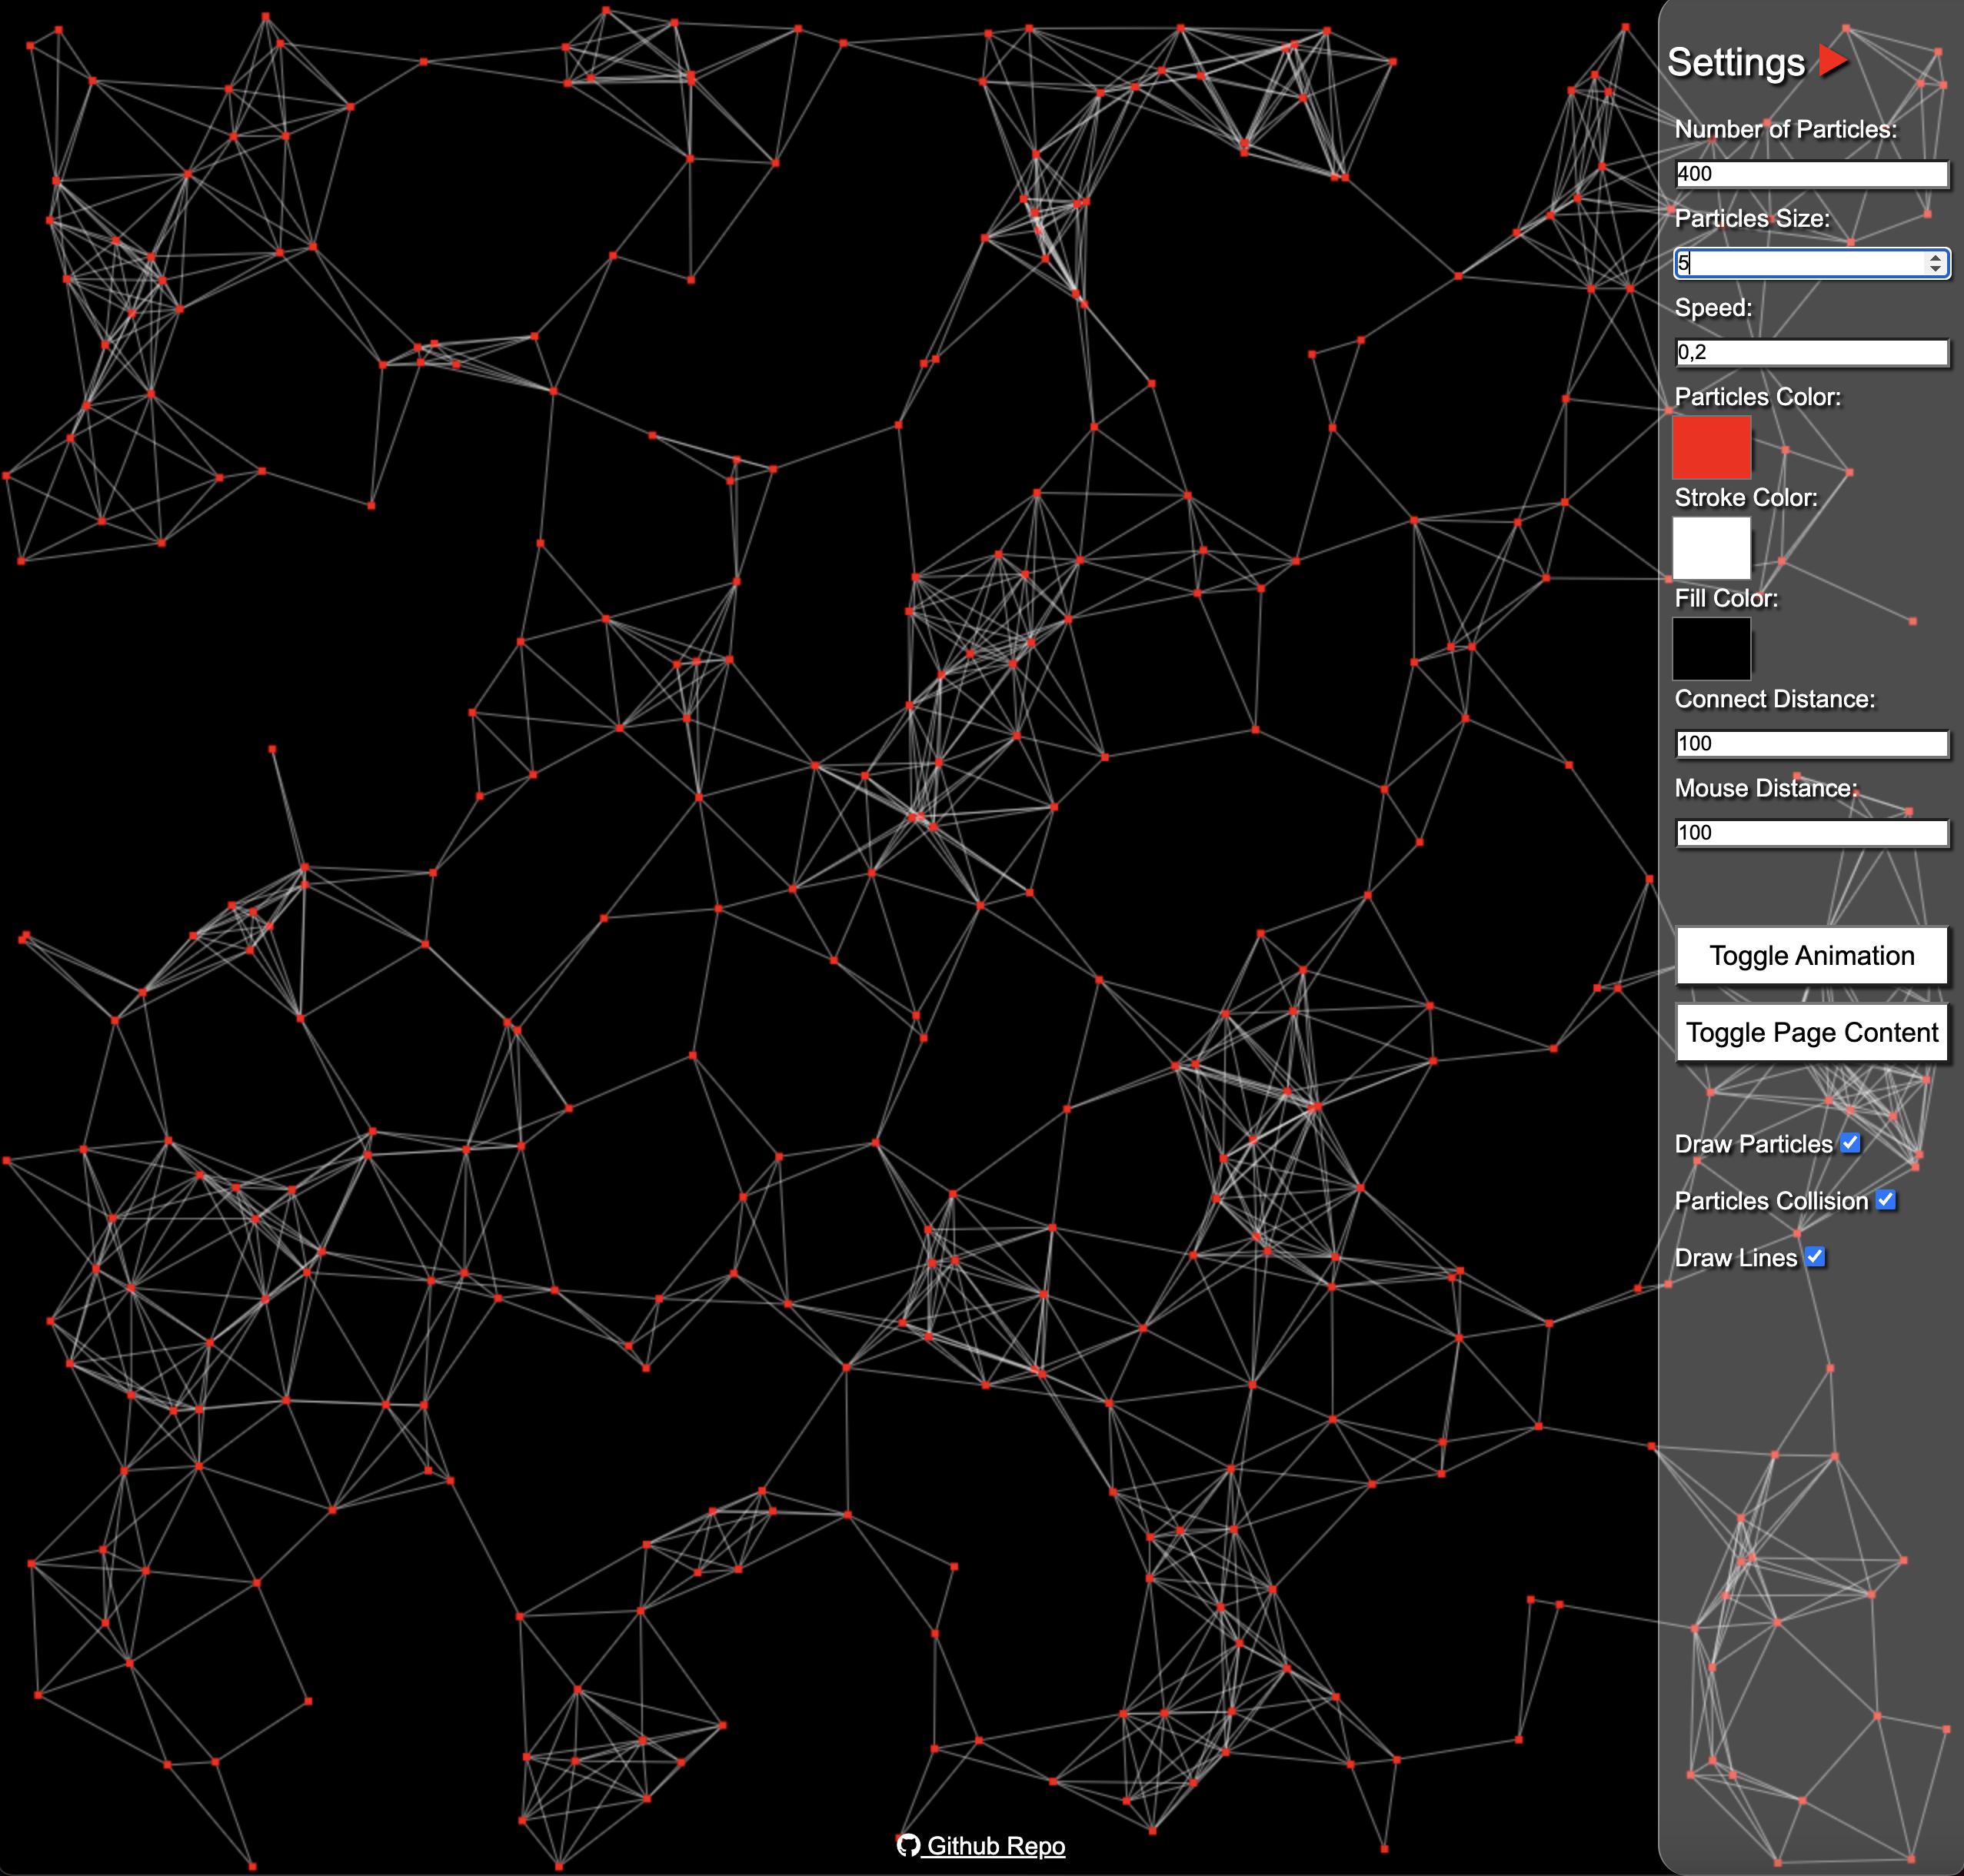 Settings
Number of Particles:
400
Particles Size:
5
Speed:
0,2
Particles Color:
Stroke Color:
Fill Color:
Connect Distance:
100
Mouse Distance:
100
Toggle Animation
Toggle Page Content
Draw Particles
Particles Collision
Draw Lines
Github Repo